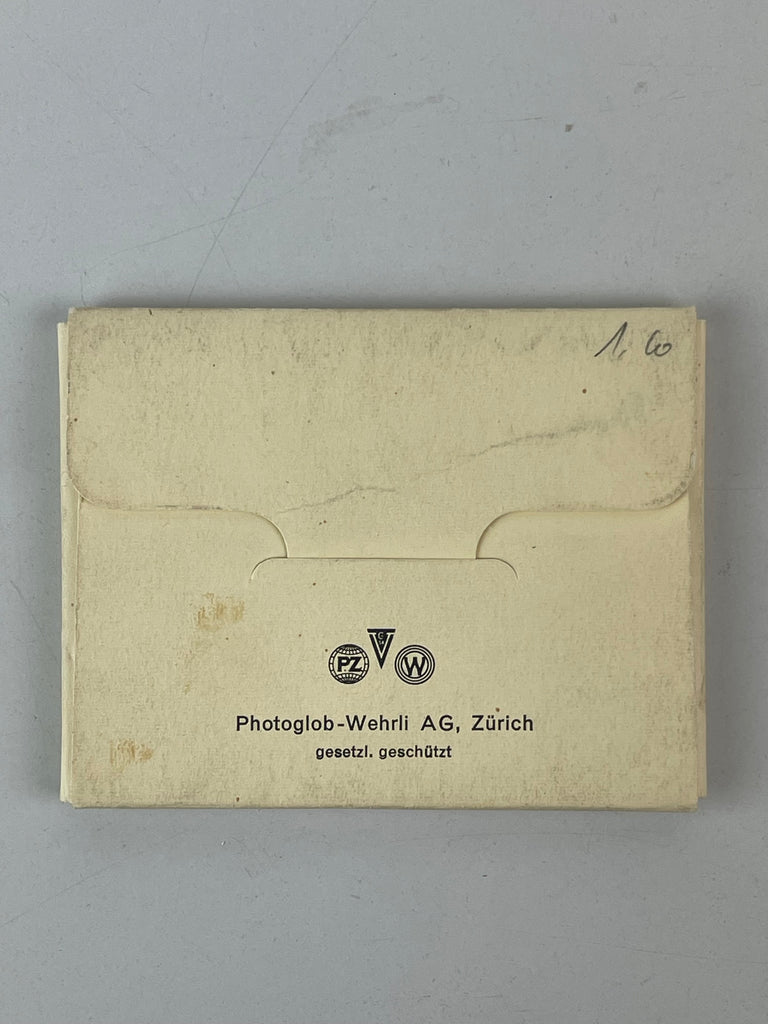 1,60
PZ
W
Photoglob-Wehrli AG, Zürich
gesetzl. geschützt